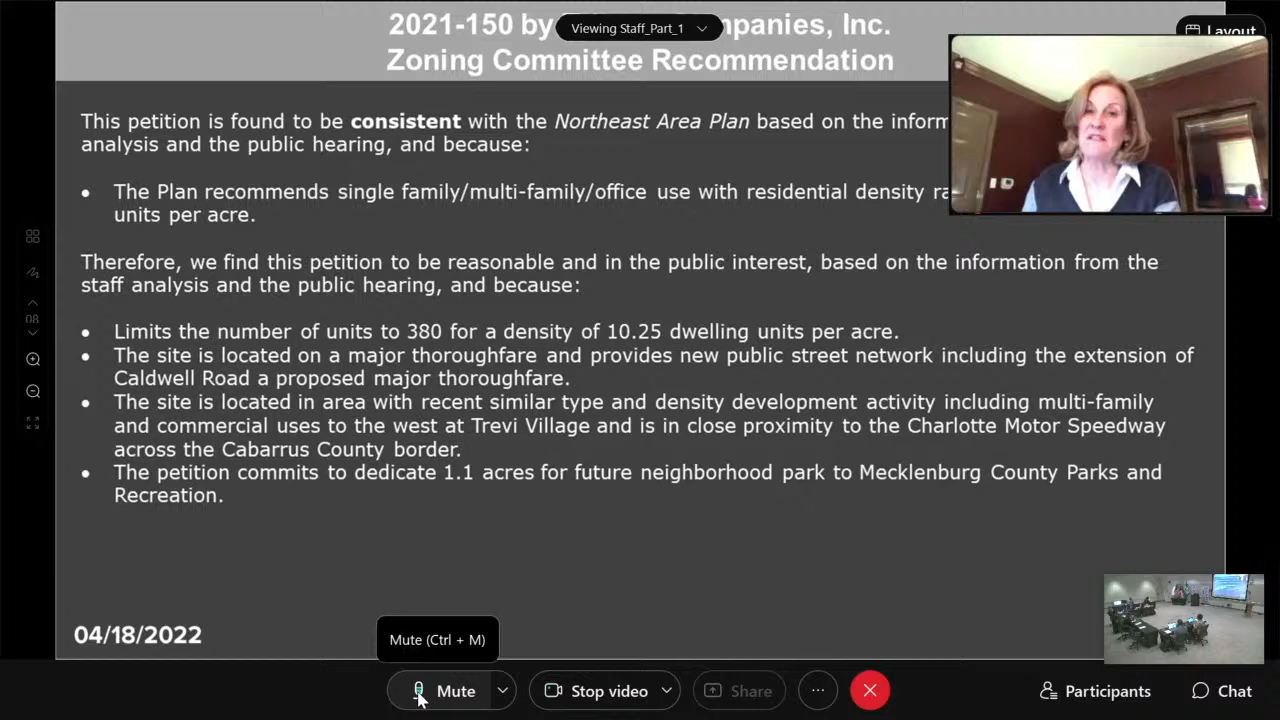 2021-150 by
Viewing Staff_Part_1
mpanies, Inc.
Layout
Zoning Committee Recommendation
This petition is found to be consistent with the Northeast Area Plan based on the
analysis and the public hearing, and because:
• The Plan recommends single family/multi-family/office use with residential density
units per acre.
Therefore, we find this petition to be reasonable and in the public interest, based on the information from the
staff analysis and the public hearing, and because:
• Limits the number of units to 380 for a density of 10.25 dwelling units per acre.
• The site is located on a major thoroughfare and provides new public street network including the extension of
Caldwell Road a proposed major thoroughfare.
• The site is located in area with recent similar type and density development activity including multi-family
and commercial uses to the west at Trevi Village and is in close proximity to the Charlotte Motor Speedway
across the Cabarrus County border.
• The petition commits to dedicate 1.1 acres for future neighborhood park to Mecklenburg County Parks and
Recreation.
08
04/18/2022
Mute (Ctrl + M)
Mute
Stop video
Share
Participants
Chat